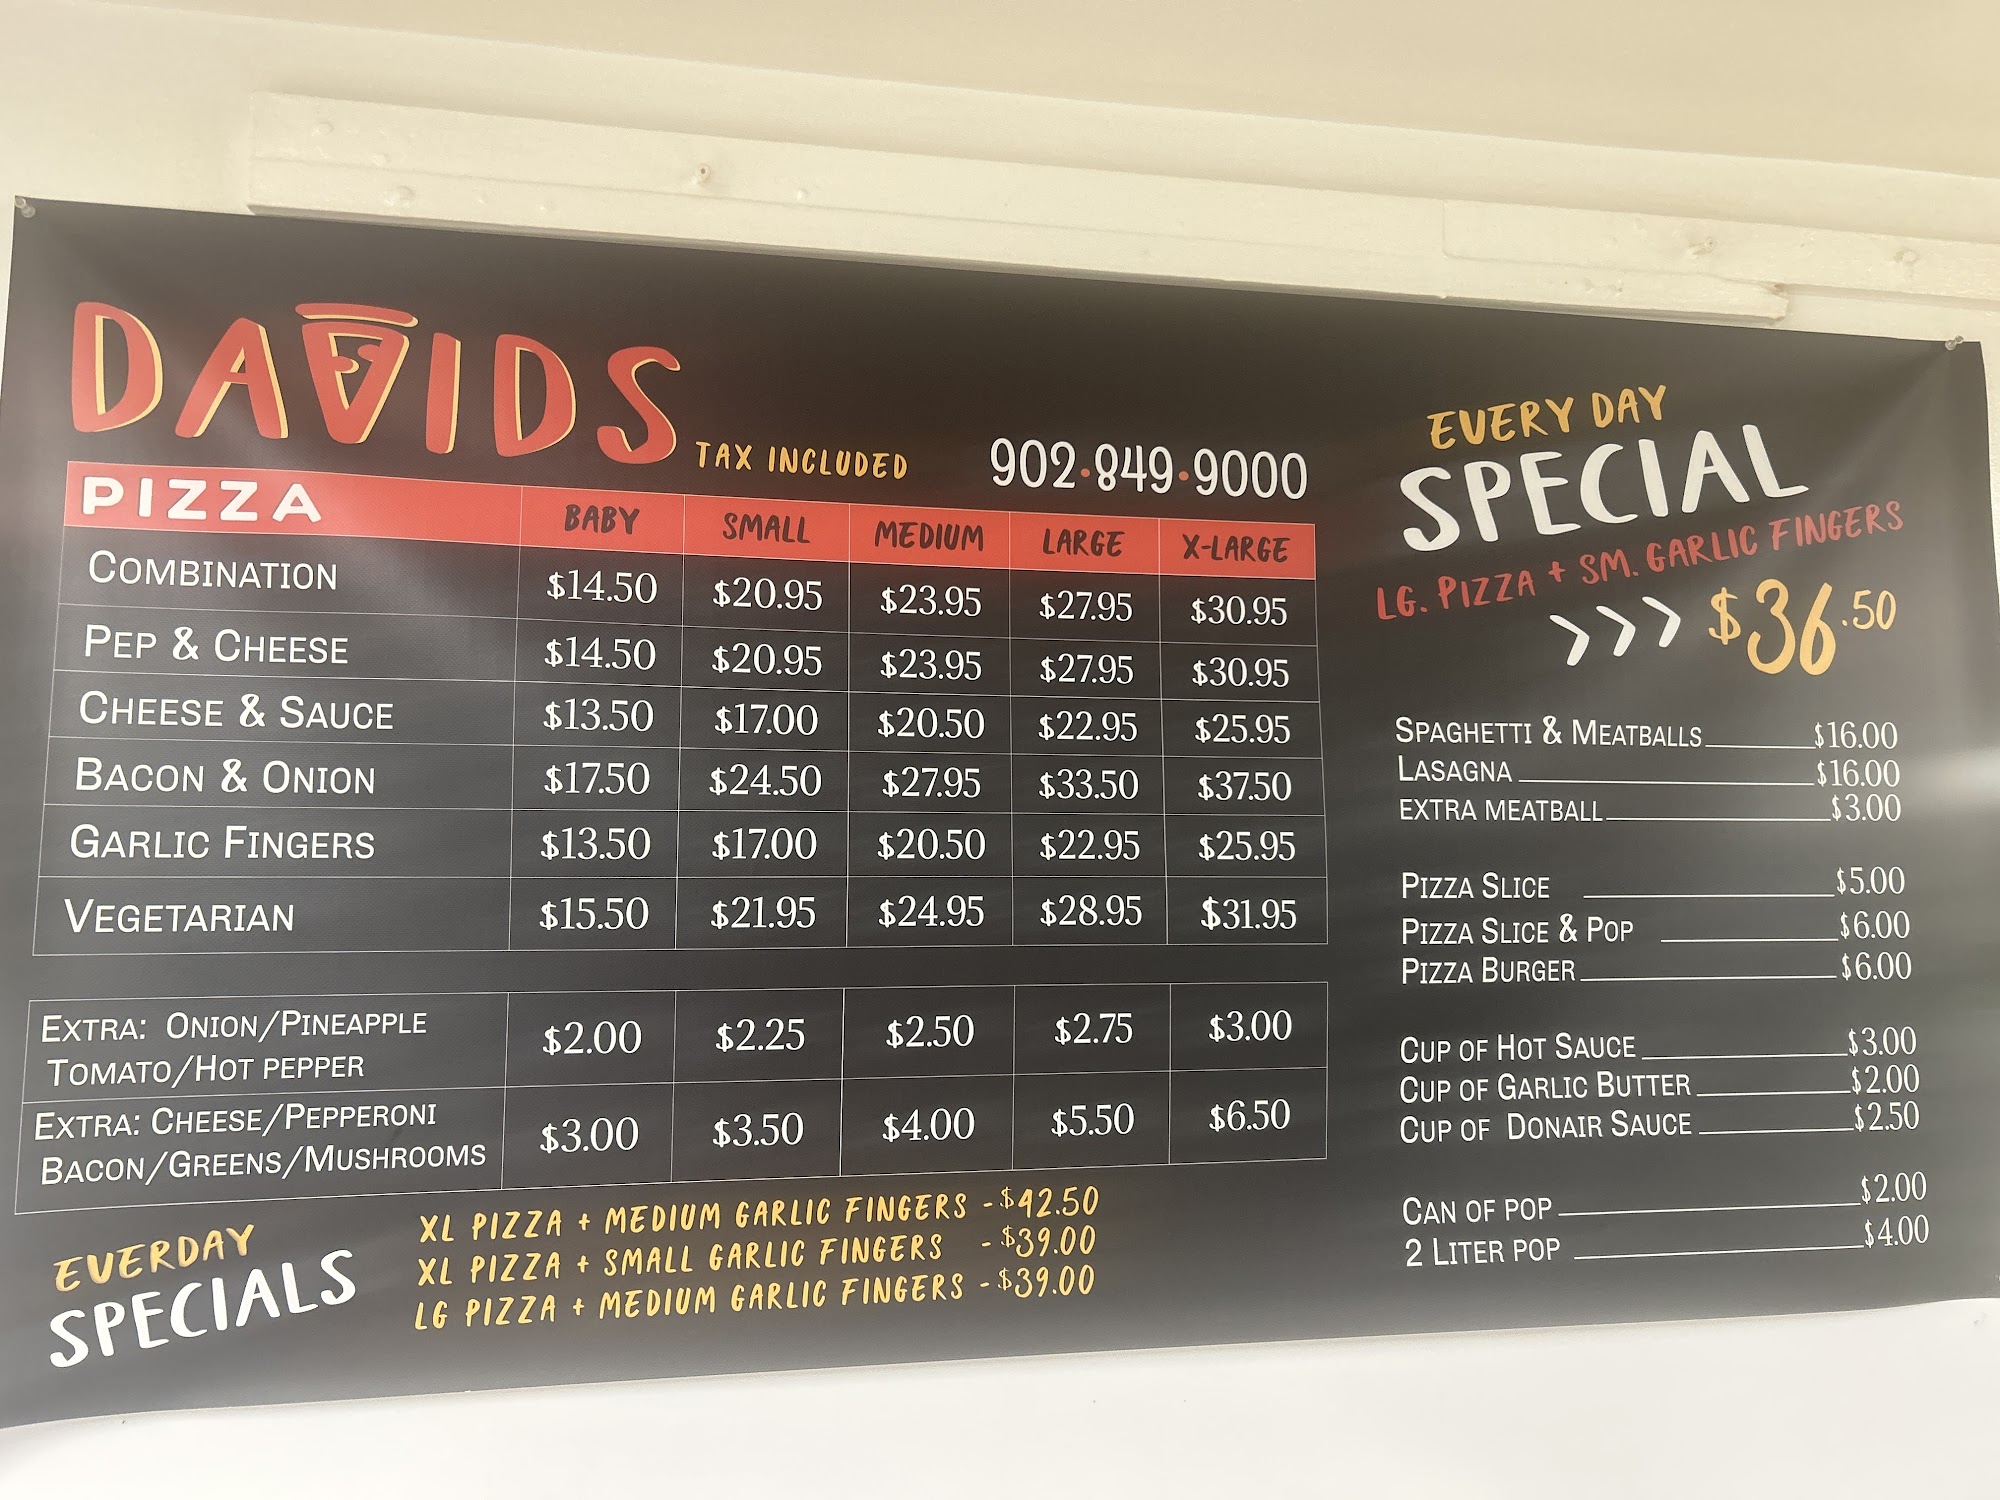 DAVIDS
TAX INCLUDED 902•849•9000
PIZZA BABY SMALL MEDIUM LARGE X-LARGE
COMBINATION $14.50 $20.95 $23.95 $27.95 $30.95
PEP & CHEESE $14.50 $20.95 $23.95 $27.95 $30.95
CHEESE & SAUCE $13.50 $17.00 $20.50 $22.95 $25.95
BACON & ONION $17.50 $24.50 $27.95 $33.50 $37.50
GARLIC FINGERS $13.50 $17.00 $20.50 $22.95 $25.95
VEGETARIAN $15.50 $21.95 $24.95 $28.95 $31.95
EXTRA: ONION/PINEAPPLE
TOMATO/HOT PEPPER $2.00 $2.25 $2.50 $2.75 $3.00
EXTRA: CHEESE/PEPPERONI
BACON/GREENS/MUSHROOMS $3.00 $3.50 $4.00 $5.50 $6.50
EVERDAY
SPECIALS
XL PIZZA + MEDIUM GARLIC FINGERS - $42.50
XL PIZZA + SMALL GARLIC FINGERS - $39.00
LG PIZZA + MEDIUM GARLIC FINGERS - $39.00
EVERY DAY
SPECIAL
LG. PIZZA + SM. GARLIC FINGERS
>>> $36.50
SPAGHETTI & MEATBALLS $16.00
LASAGNA $16.00
EXTRA MEATBALL $3.00
PIZZA SLICE $5.00
PIZZA SLICE & POP $6.00
PIZZA BURGER $6.00
CUP OF HOT SAUCE $3.00
CUP OF GARLIC BUTTER $2.00
CUP OF DONAIR SAUCE $2.50
CAN OF POP $2.00
2 LITER POP $4.00